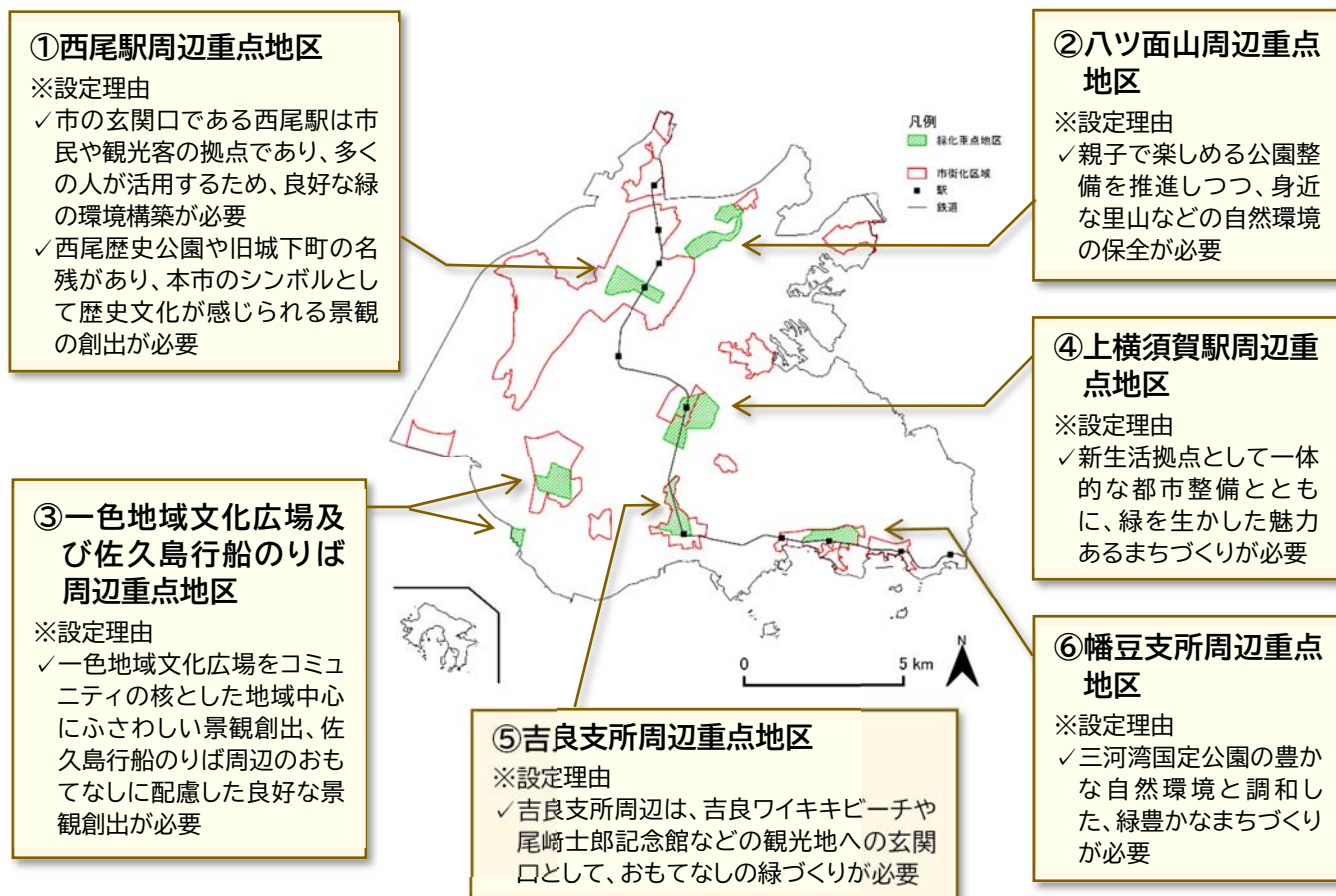 ①西尾駅周辺重点地区
※設定理由
✓市の玄関口である西尾駅は市
民や観光客の拠点であり、多く
の人が活用するため、良好な緑
の環境構築が必要
✓西尾歴史公園や旧城下町の名
残があり、本市のシンボルとし
て歴史文化が感じられる景観
の創出が必要
②八ツ面山周辺重点
地区
※設定理由
✓親子で楽しめる公園整
備を推進しつつ、身近
な里山などの自然環境
の保全が必要
凡例
緑化重点地区
市街化区域
駅
鉄道
③一色地域文化広場及
び佐久島行船のりば
周辺重点地区
※設定理由
✓一色地域文化広場をコミュ
ニティの核とした地域中心
にふさわしい景観創出、佐
久島行船のりば周辺のおも
てなしに配慮した良好な景
観創出が必要
④上横須賀駅周辺重
点地区
※設定理由
✓新生活拠点として一体
的な都市整備ととも
に、緑を生かした魅力
あるまちづくりが必要
⑤吉良支所周辺重点地区
※設定理由
✓吉良支所周辺は、吉良ワイキキビーチや
尾﨑士郎記念館などの観光地への玄関
口として、おもてなしの緑づくりが必要
⑥幡豆支所周辺重点
地区
※設定理由
✓三河湾国定公園の豊か
な自然環境と調和し
た、緑豊かなまちづくり
が必要
0 5 km
N